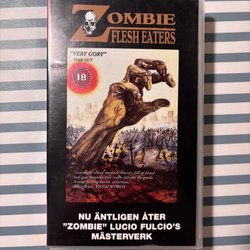 ZOMBIE
FLESH EATERS
"VERY GORY"
TIME OUT
18
NU ÄNTLIGEN ÅTER
"ZOMBIE" LUCIO FULCIO'S
MÄSTERVERK